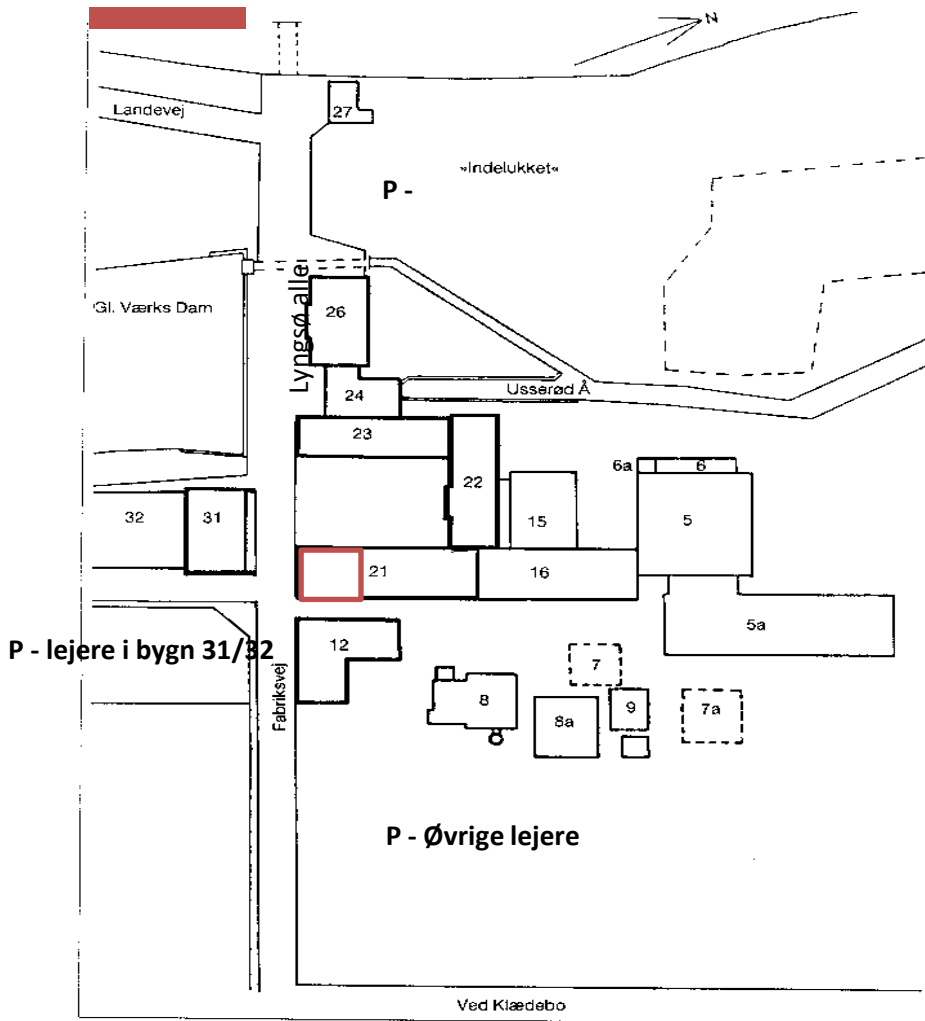 N
Landevej
27
»Indelukket«
P -
Gl. Værks Dam
Lyngsø alle
26
24
Usserød Å
23
22
6a
6
32
31
15
5
21
16
5a
P - lejere i bygn 31/32
12
7
Fabriksvej
8
8a
9
7a
P - Øvrige lejere
Ved Klædebo